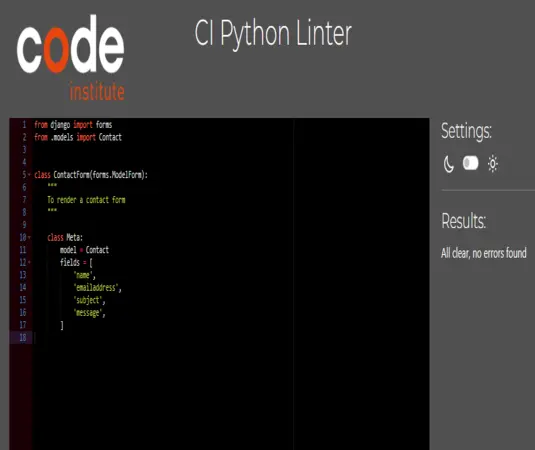 code
institute
CI Python Linter
1 from django import forms
2 from .models import Contact
3
4
5 class ContactForm(forms.ModelForm):
6 """
7 To render a contact form
8 """
9
10 class Meta:
11 model = Contact
12 fields = [
13 'name',
14 'emailaddress',
15 'subject',
16 'message',
17 ]
18
Settings:
Results:
All clear, no errors found